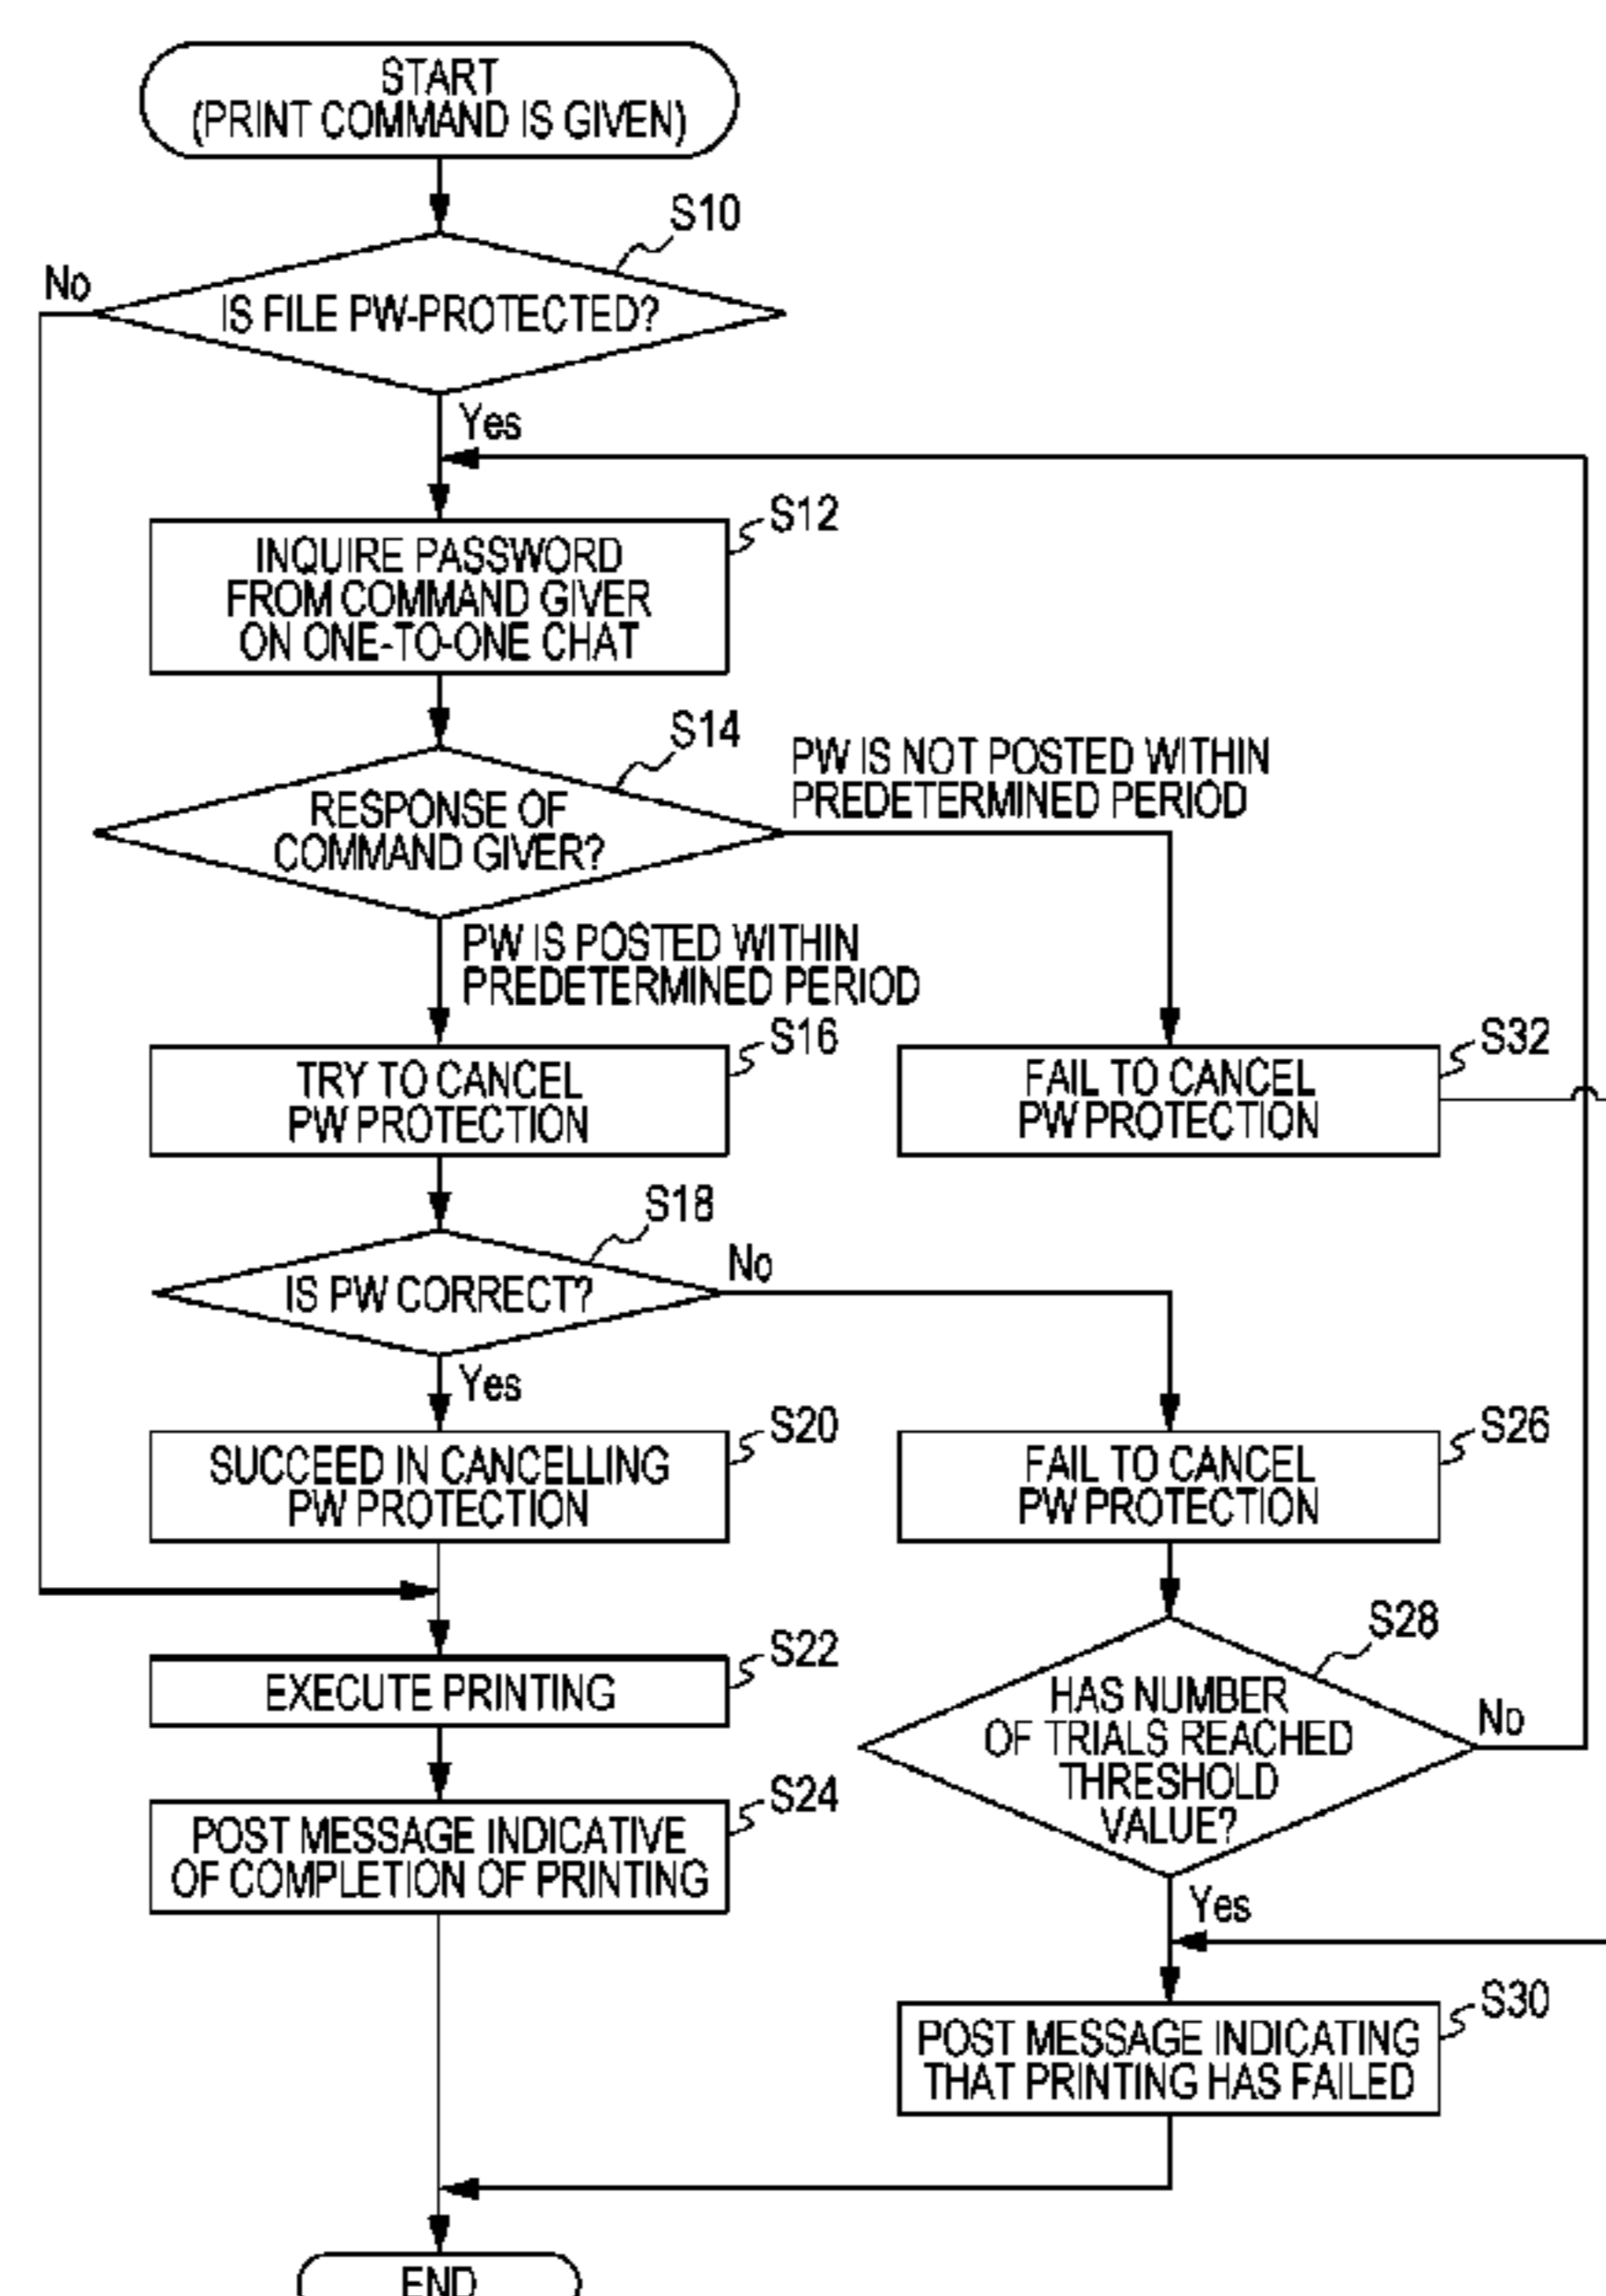 START
(PRINT COMMAND IS GIVEN)
S10
No
IS FILE PW-PROTECTED?
Yes
S12
INQUIRE PASSWORD
FROM COMMAND GIVER
ON ONE-TO-ONE CHAT
S14
RESPONSE OF
COMMAND GIVER?
PW IS NOT POSTED WITHIN
PREDETERMINED PERIOD
PW IS POSTED WITHIN
PREDETERMINED PERIOD
S16
TRY TO CANCEL
PW PROTECTION
S32
FAIL TO CANCEL
PW PROTECTION
S18
IS PW CORRECT?
No
Yes
S20
SUCCEED IN CANCELLING
PW PROTECTION
S26
FAIL TO CANCEL
PW PROTECTION
S22
EXECUTE PRINTING
S28
HAS NUMBER
OF TRIALS REACHED
THRESHOLD
VALUE?
No
S24
POST MESSAGE INDICATIVE
OF COMPLETION OF PRINTING
Yes
S30
POST MESSAGE INDICATING
THAT PRINTING HAS FAILED
END